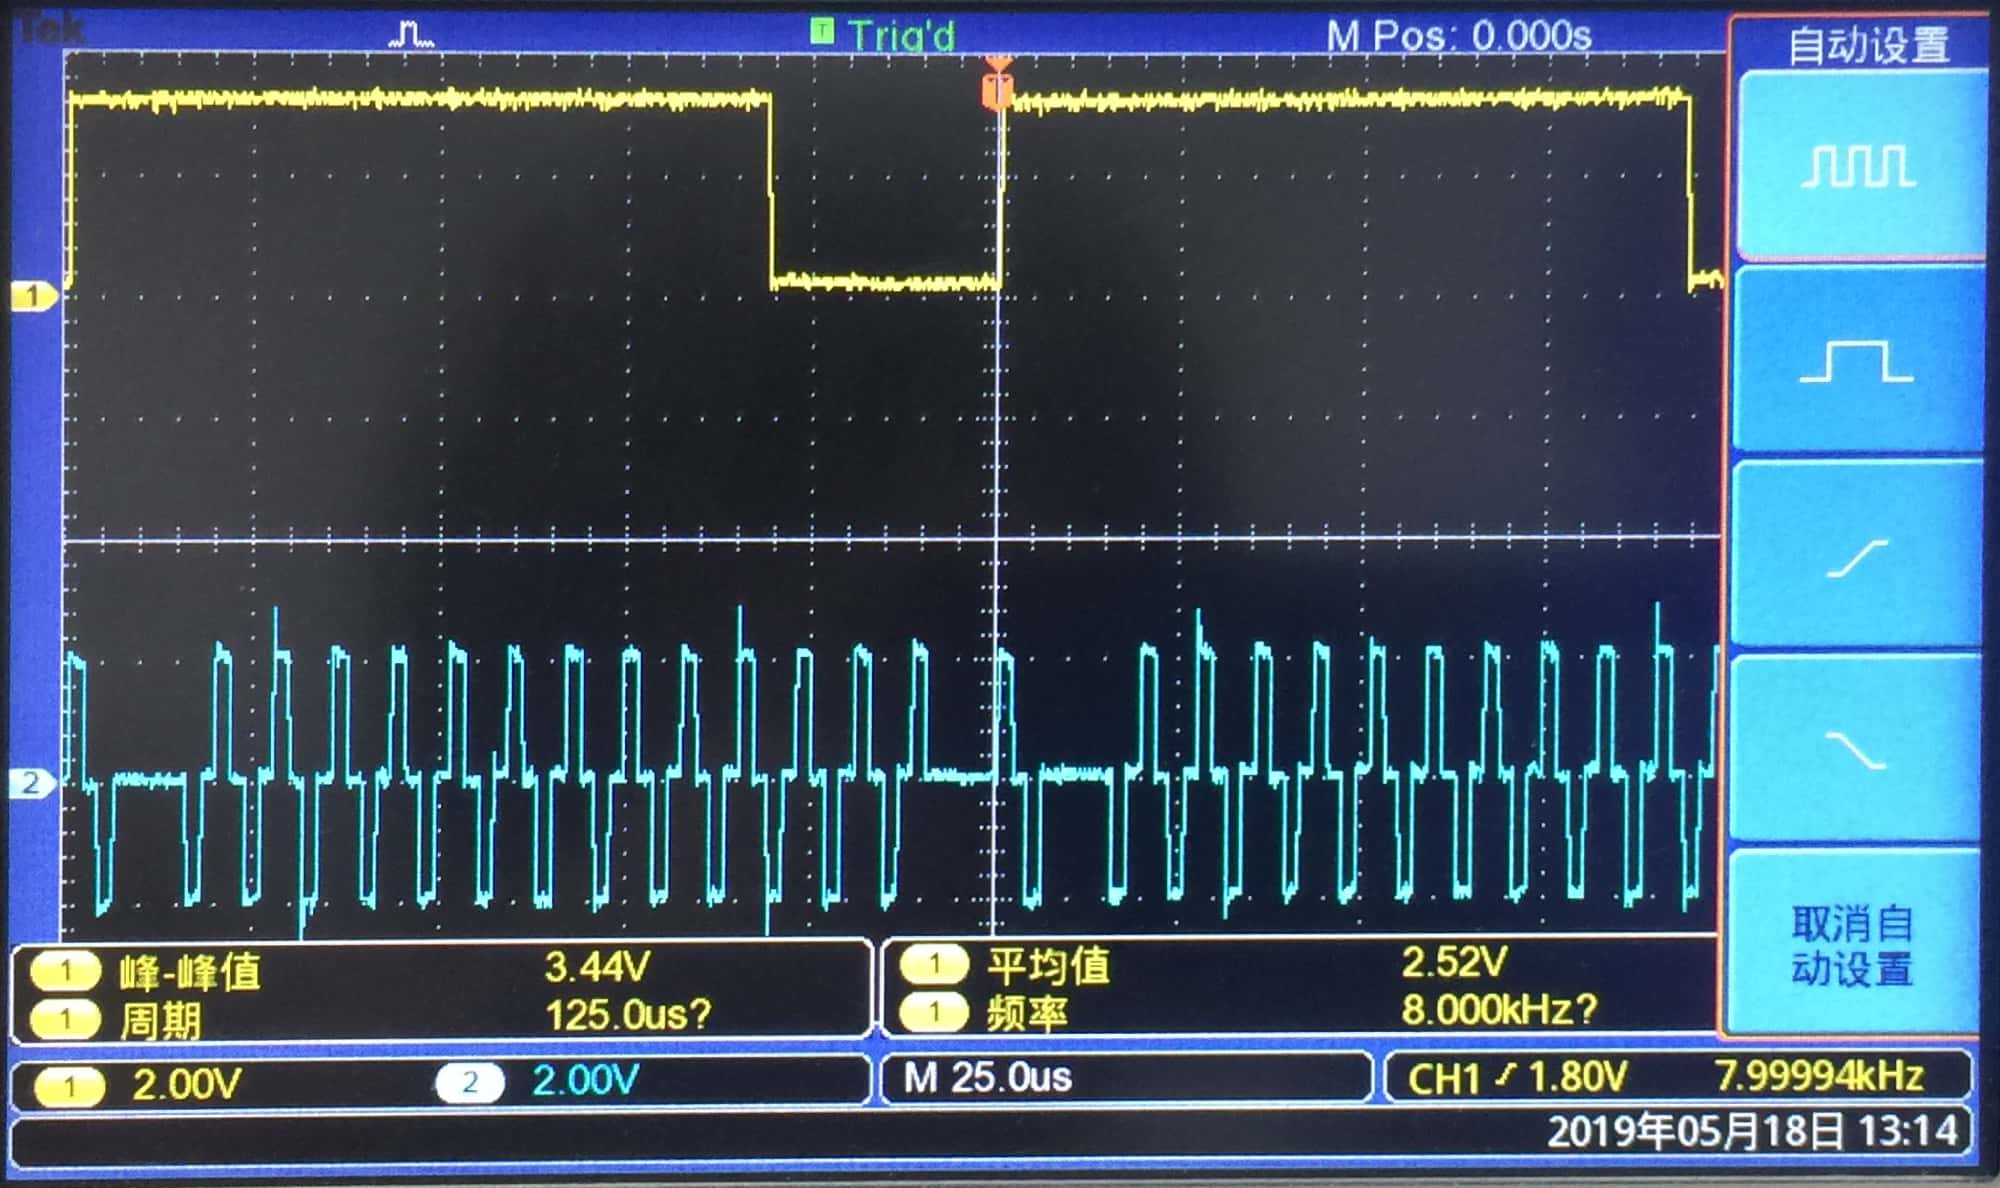 Tek
T Trig'd
M Pos: 0.000s
自动设置
T
1
2
取消自
动设置
1 峰-峰值 3.44V
1 平均值 2.52V
1 周期 125.0us?
1 频率 8.000kHz?
1 2.00V
2 2.00V
M 25.0us
CH1 1.80V 7.99994kHz
2019年05月18日 13:14